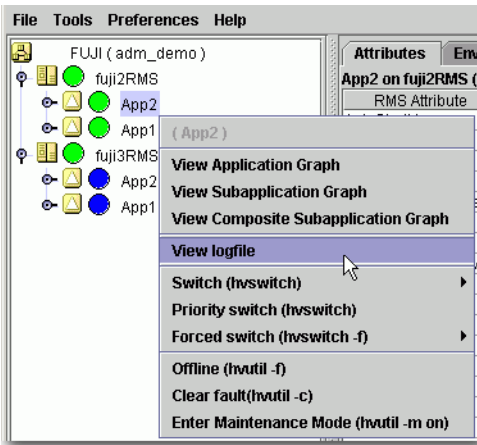 File Tools Preferences Help
FUJI ( adm_demo )
Attributes
App2 on fuji2RMS (
RMS Attribute
fuji2RMS
App2
App1
fuji3RMS
App2
App1
( App2 )
View Application Graph
View Subapplication Graph
View Composite Subapplication Graph
View logfile
Switch (hvswitch)
Priority switch (hvswitch)
Forced switch (hvswitch -f)
Offline (hvutil -f)
Clear fault(hvutil -c)
Enter Maintenance Mode (hvutil -m on)